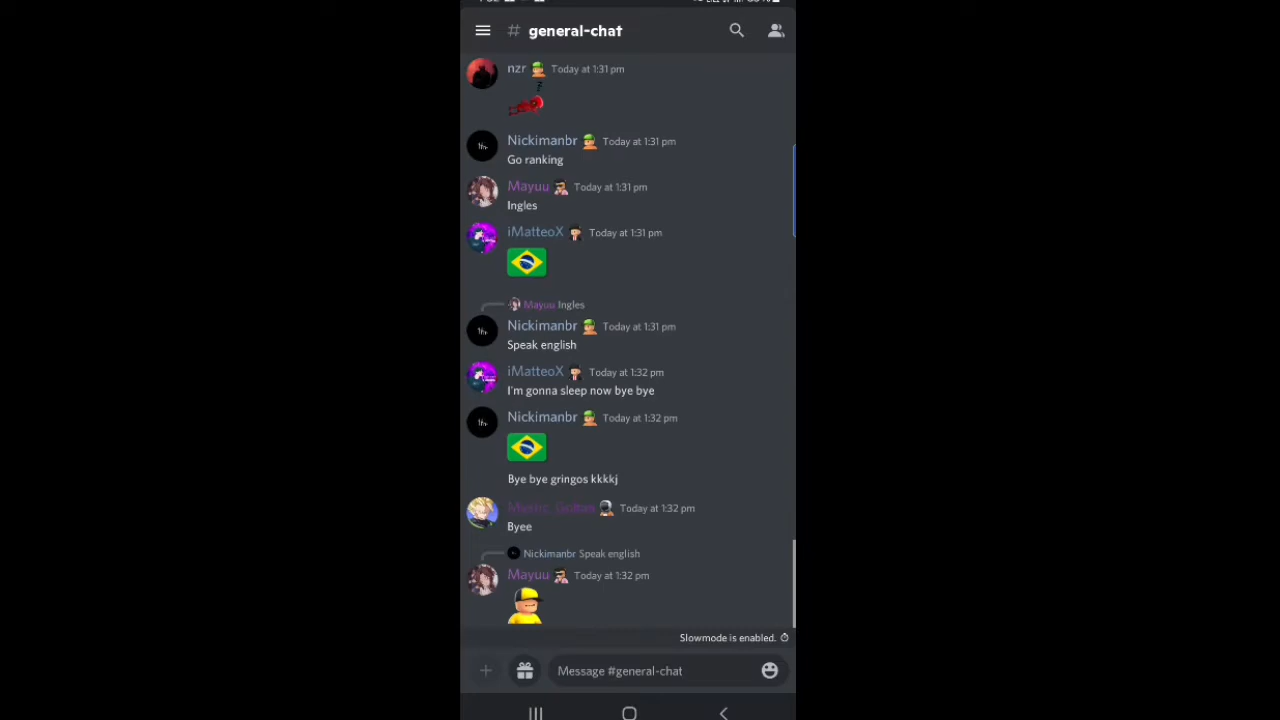 # general-chat
nzr Today at 1:31 pm
Nickimanbr Today at 1:31 pm
Go ranking
Mayuu Today at 1:31 pm
Ingles
iMatteoX Today at 1:31 pm
Mayuu Ingles
Nickimanbr Today at 1:31 pm
Speak english
iMatteoX Today at 1:32 pm
I'm gonna sleep now bye bye
Nickimanbr Today at 1:32 pm
Bye bye gringos kkkkj
Today at 1:32 pm
Byee
Nickimanbr Speak english
Mayuu Today at 1:32 pm
Slowmode is enabled.
Message #general-chat